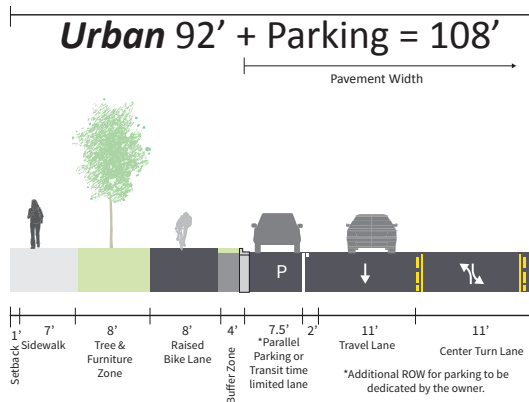 Urban 92’ + Parking = 108’
Pavement Width
P
1’ 7’ 8’ 8’ 4’ 7.5’ 2’ 11’ 11’
Setback
Sidewalk
Tree &
Furniture
Zone
Raised
Bike Lane
Buffer Zone
*Parallel
Parking or
Transit time
limited lane
Travel Lane
Center Turn Lane
*Additional ROW for parking to be
dedicated by the owner.